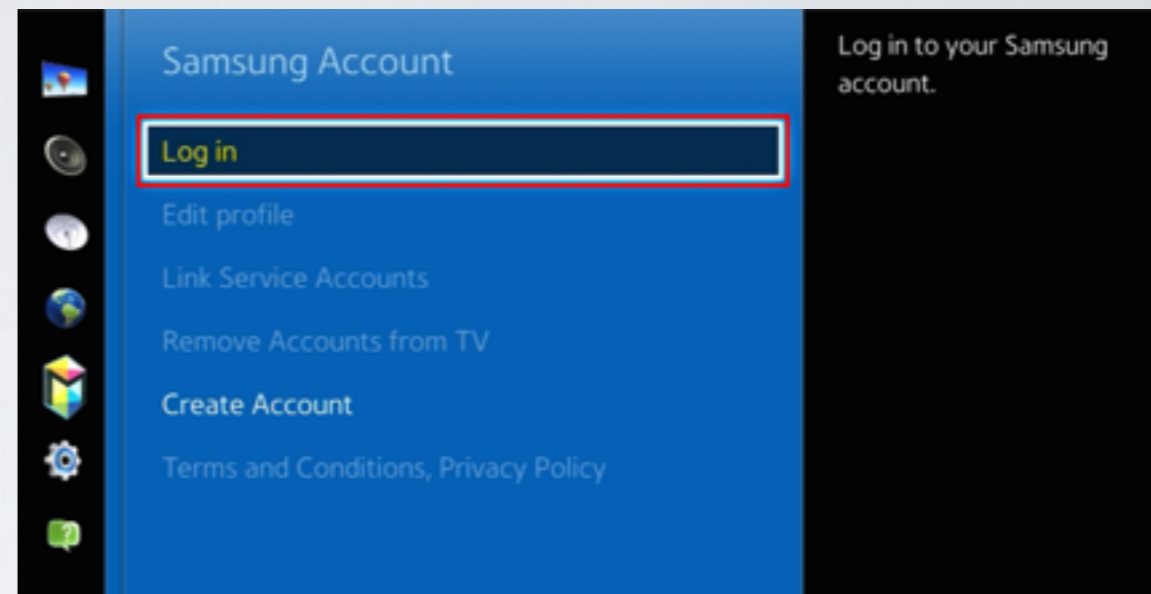 Samsung Account
Log in
Edit profile
Link Service Accounts
Remove Accounts from TV
Create Account
Terms and Conditions, Privacy Policy
Log in to your Samsung
account.
?